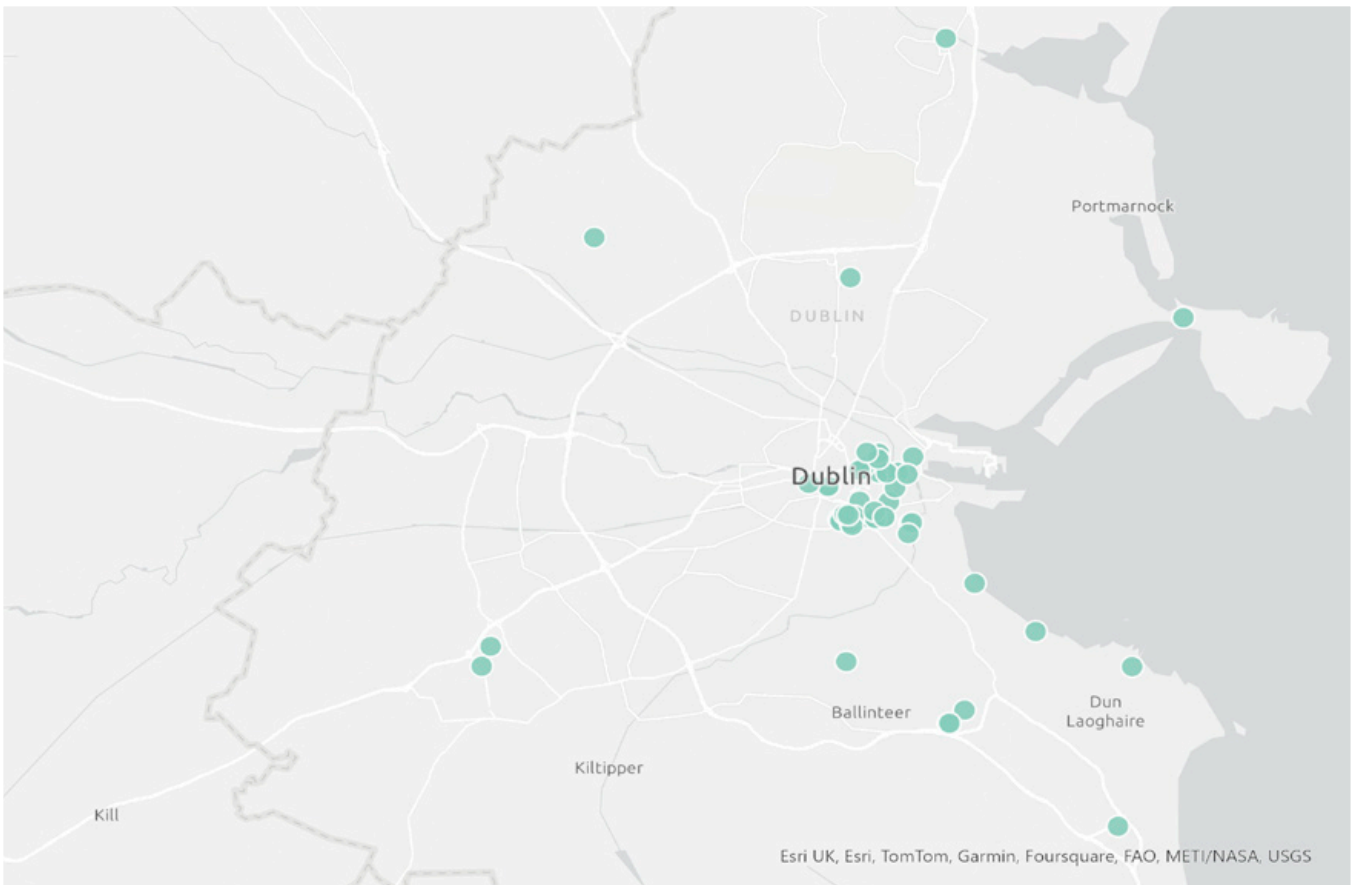 Portmarnock
DUBLIN
Dublin
Dun
Laoghaire
Ballinteer
Kiltipper
Kill
Esri UK, Esri, TomTom, Garmin, Foursquare, FAO, METI/NASA, USGS